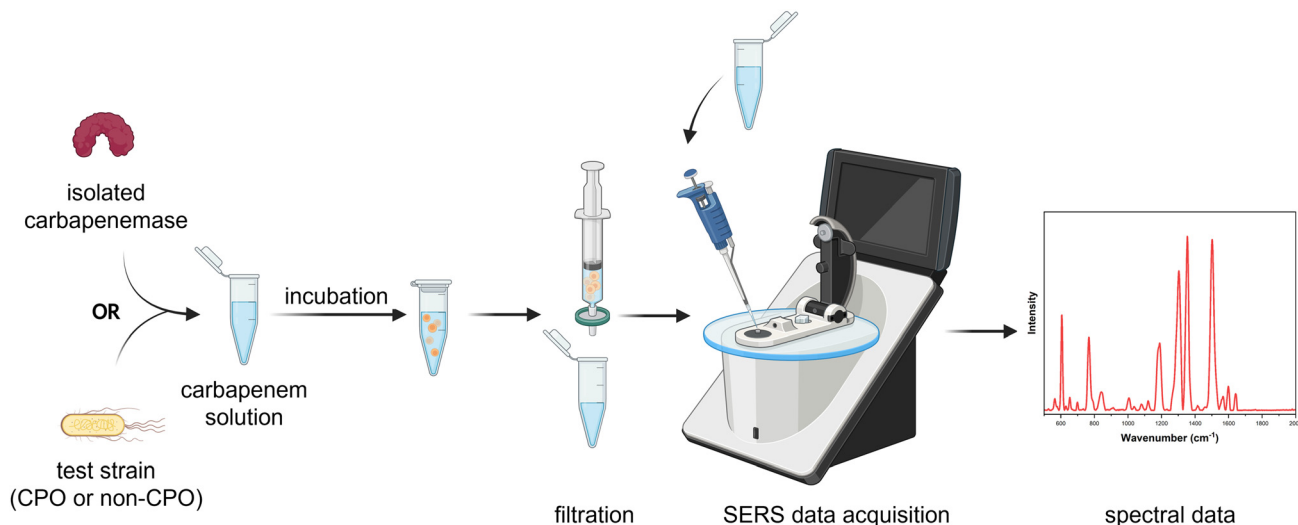 isolated
carbapenemase
OR
test strain
(CPO or non-CPO)
carbapenem
solution
incubation
filtration
SERS data acquisition
Intensity
600 800 1000 1200 1400 1600 1800 200
Wavenumber (cm⁻¹)
spectral data